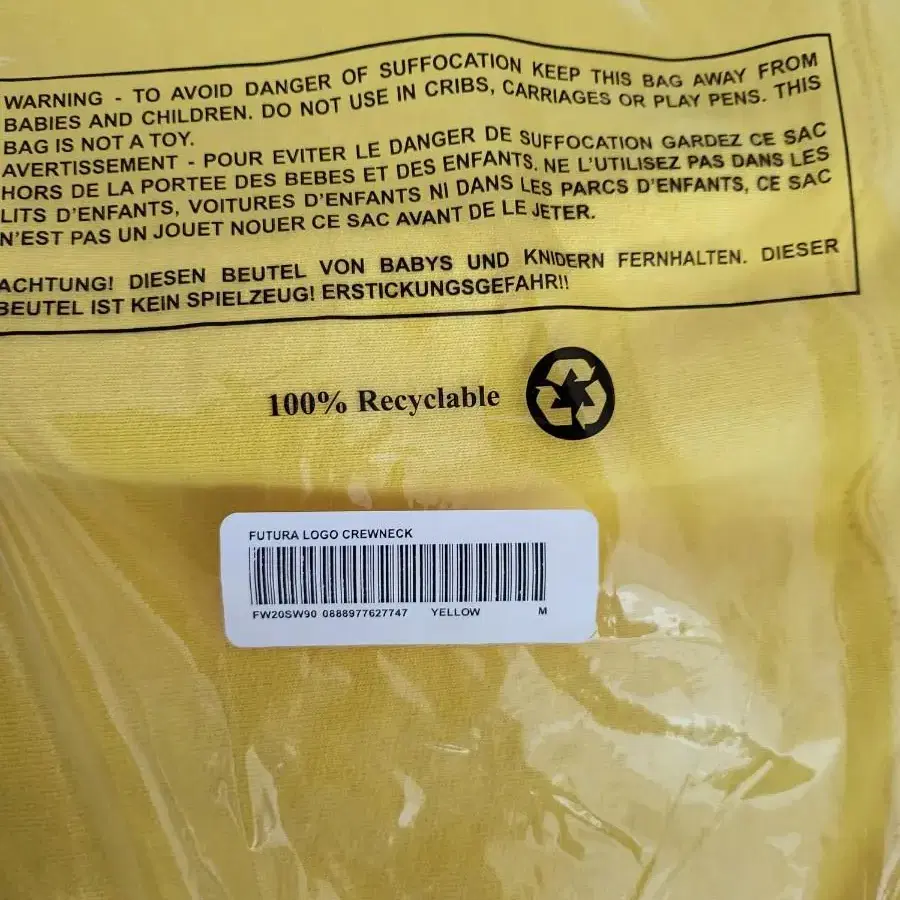 WARNING - TO AVOID DANGER OF SUFFOCATION KEEP THIS BAG AWAY FROM
BABIES AND CHILDREN. DO NOT USE IN CRIBS, CARRIAGES OR PLAY PENS. THIS
BAG IS NOT A TOY.
AVERTISSEMENT - POUR EVITER LE DANGER DE SUFFOCATION GARDEZ CE SAC
HORS DE LA PORTEE DES BEBES ET DES ENFANTS. NE L'UTILISEZ PAS DANS LES
LITS D'ENFANTS, VOITURES D'ENFANTS NI DANS LES PARCS D'ENFANTS, CE SAC
N'EST PAS UN JOUET NOUER CE SAC AVANT DE LE JETER.
ACHTUNG! DIESEN BEUTEL VON BABYS UND KNIDERN FERNHALTEN. DIESER
BEUTEL IST KEIN SPIELZEUG! ERSTICKUNGSGEFAHR!!
100% Recyclable
FUTURA LOGO CREWNECK
FW20SW90 0888977627747 YELLOW M